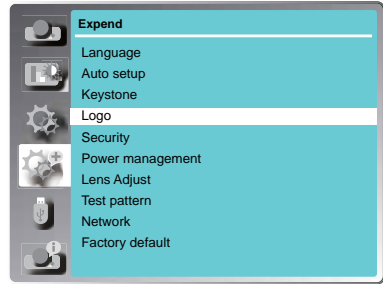 Expend
Language
Auto setup
Keystone
Logo
Security
Power management
Lens Adjust
Test pattern
Network
Factory default